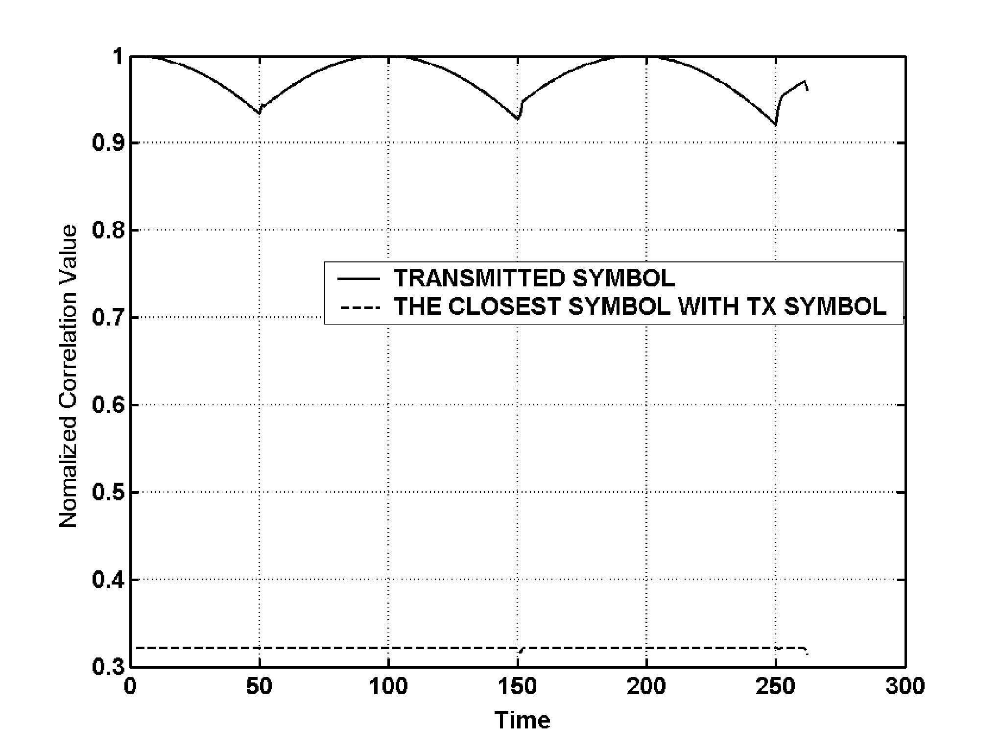 1
0.9
0.8
0.7
0.6
0.5
0.4
0.3
Nomalized Correlation Value
TRANSMITTED SYMBOL
THE CLOSEST SYMBOL WITH TX SYMBOL
0 50 100 150 200 250 300
Time